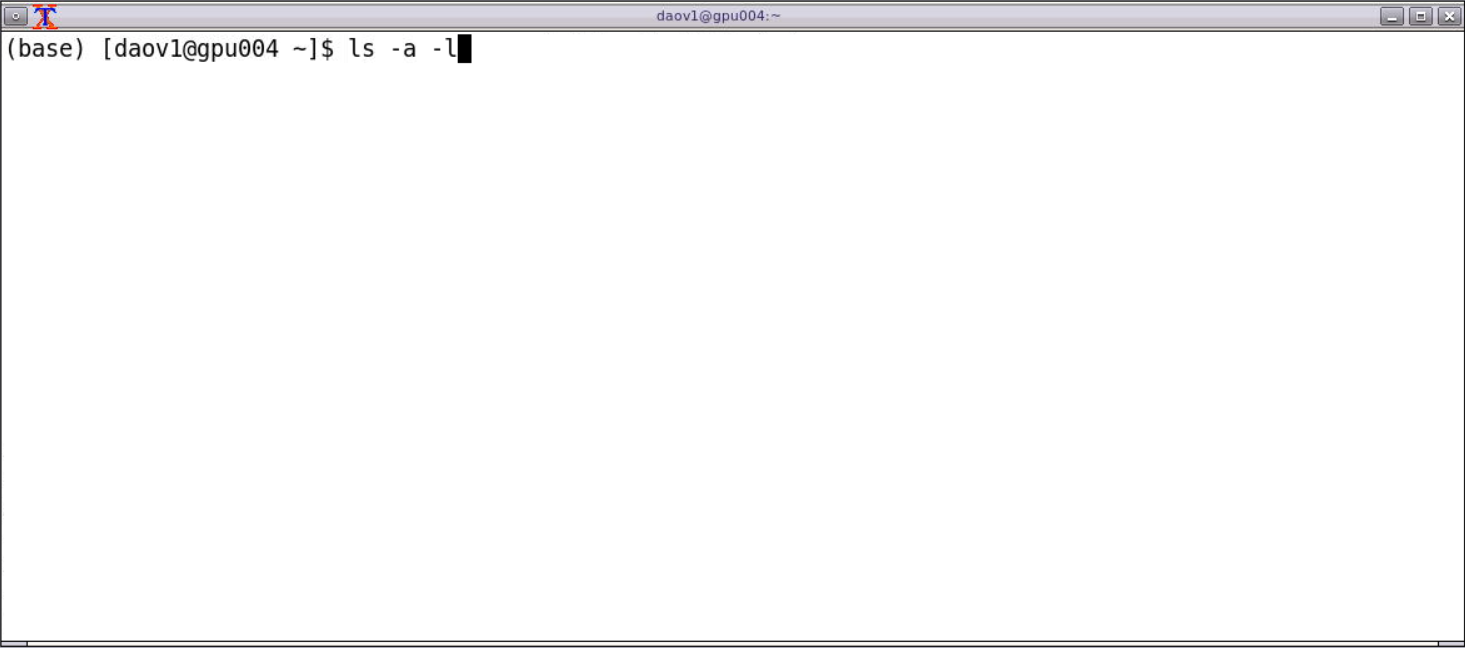 daov1@gpu004:~
(base) [daov1@gpu004 ~]$ ls -a -l